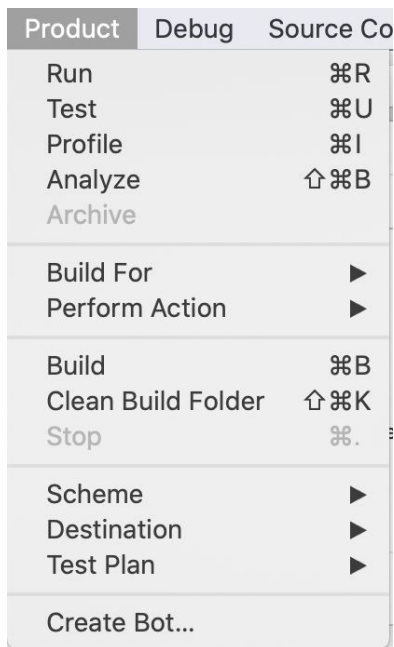 Product Debug Source Co
Run ⌘R
Test ⌘U
Profile ⌘I
Analyze ⇧⌘B
Archive
Build For ▶
Perform Action ▶
Build ⌘B
Clean Build Folder ⇧⌘K
Stop ⌘.
Scheme ▶
Destination ▶
Test Plan ▶
Create Bot...